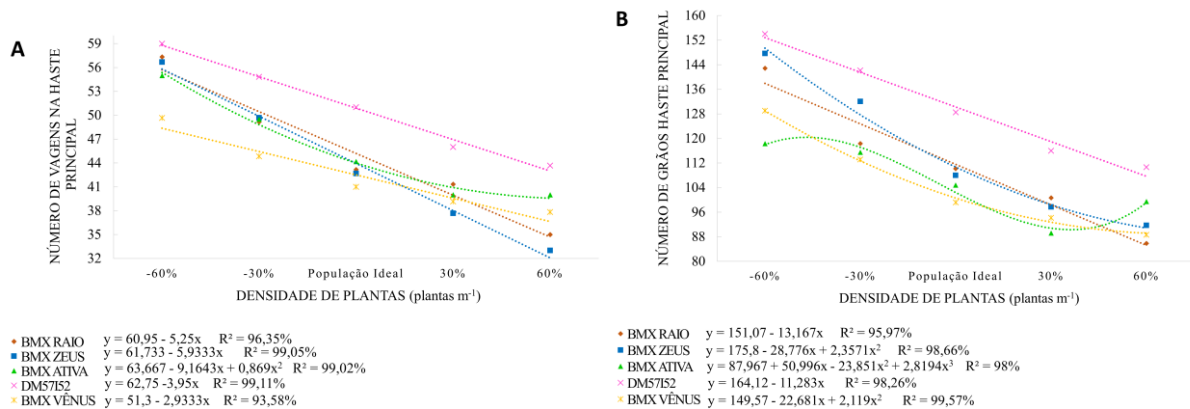 A
NÚMERO DE VAGENS NA HASTE
PRINCIPAL
59
56
53
50
47
44
41
38
35
32
-60%
-30%
População Ideal
30%
60%
DENSIDADE DE PLANTAS (plantas m⁻¹)
BMX RAIO y = 60,95 - 5,25x R² = 96,35%
BMX ZEUS y = 61,733 - 5,9333x R² = 99,05%
BMX ATIVA y = 63,667 - 9,1643x + 0,869x² R² = 99,02%
DM57I52 y = 62,75 -3,95x R² = 99,11%
BMX VÊNUS y = 51,3 - 2,9333x R² = 93,58%
B
NÚMERO DE GRÃOS HASTE PRINCIPAL
160
152
144
136
128
120
112
104
96
88
80
-60%
-30%
População Ideal
30%
60%
DENSIDADE DE PLANTAS (plantas m⁻¹)
BMX RAIO y = 151,07 - 13,167x R² = 95,97%
BMX ZEUS y = 175,8 - 28,776x + 2,3571x² R² = 98,66%
BMX ATIVA y = 87,967 + 50,996x - 23,851x² + 2,8194x³ R² = 98%
DM57I52 y = 164,12 - 11,283x R² = 98,26%
BMX VÊNUS y = 149,57 - 22,681x + 2,119x² R² = 99,57%